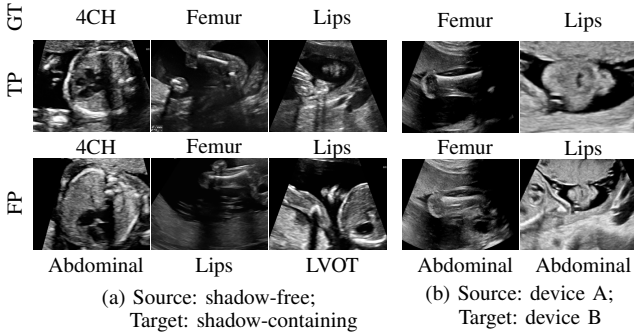 GT 4CH Femur Lips Femur Lips
TP
4CH Femur Lips Femur Lips
FP
Abdominal Lips LVOT Abdominal Abdominal
(a) Source: shadow-free;
Target: shadow-containing
(b) Source: device A;
Target: device B